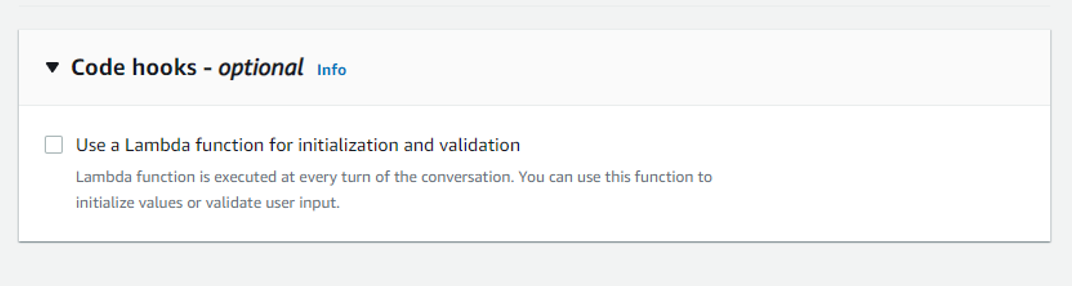 Code hooks - optional Info
Use a Lambda function for initialization and validation
Lambda function is executed at every turn of the conversation. You can use this function to
initialize values or validate user input.